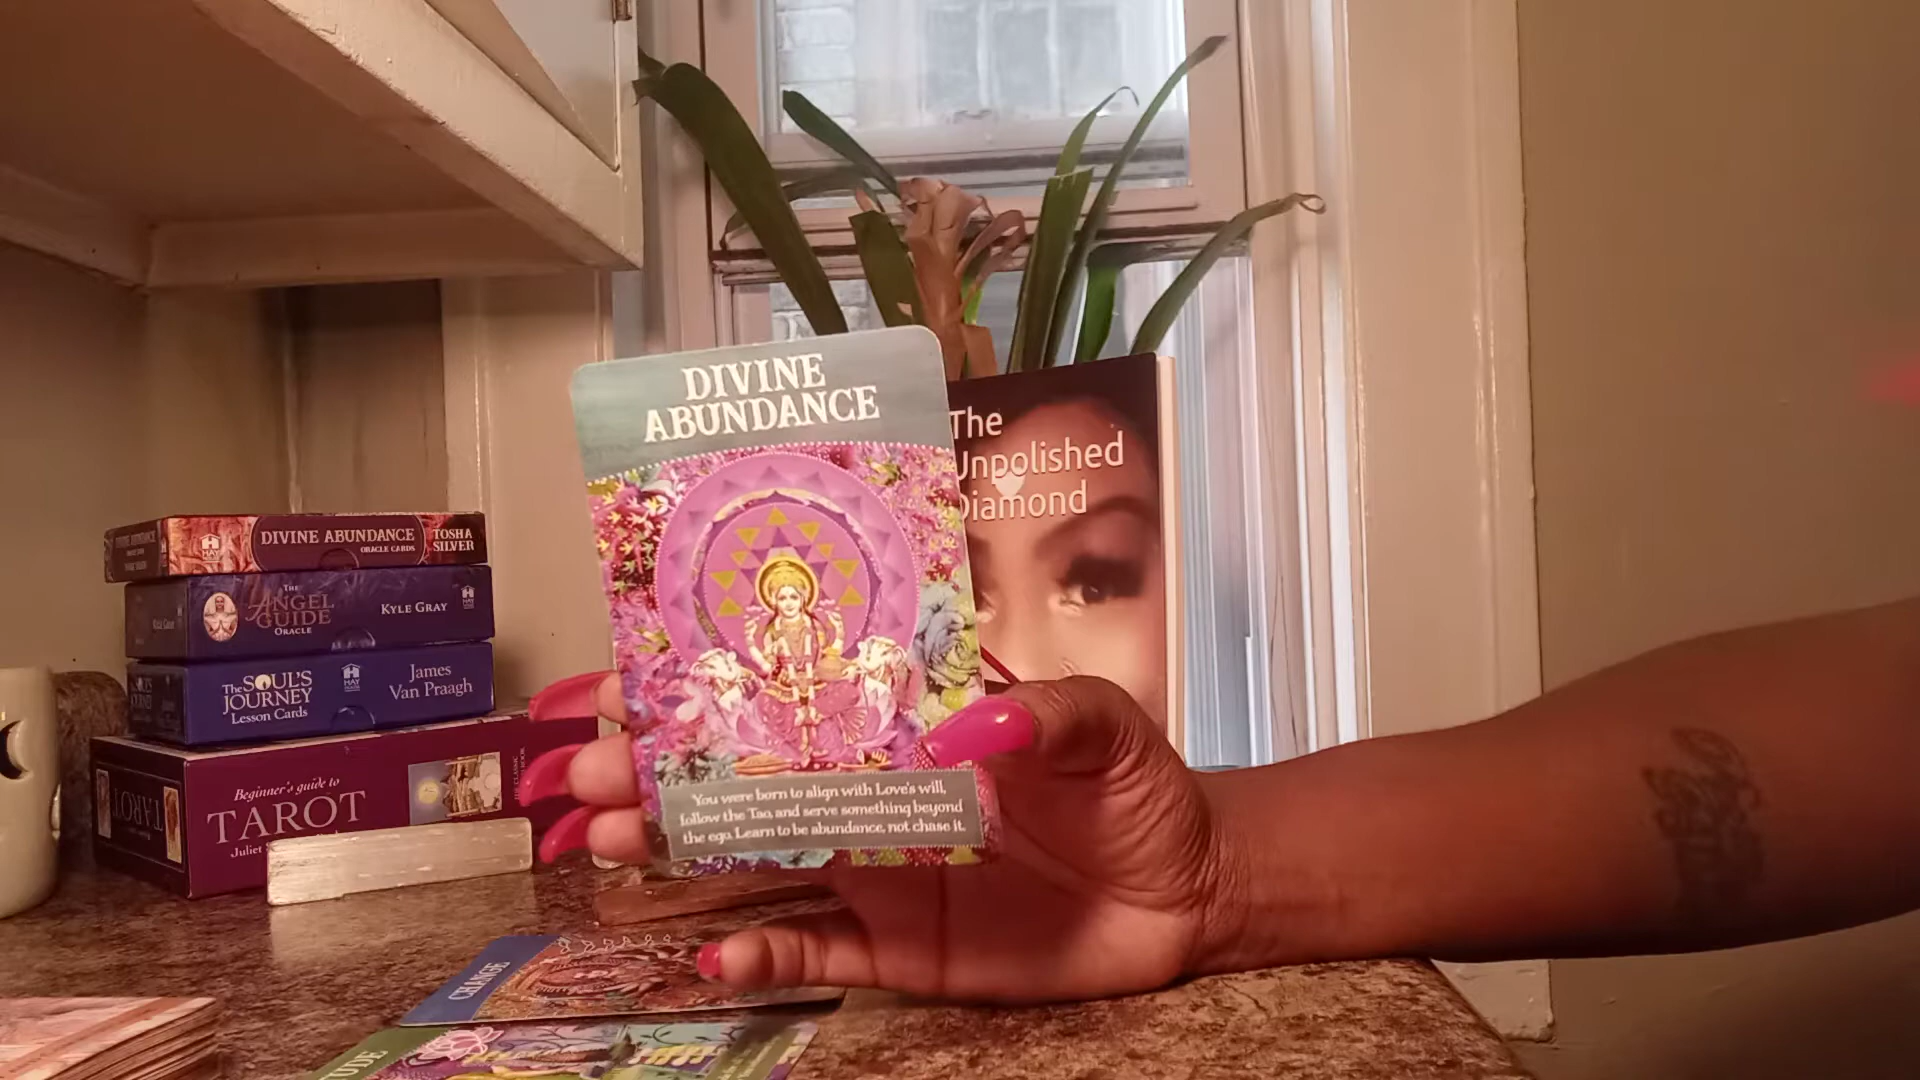 DIVINE
ABUNDANCE
You were born to align with Love's will,
follow the Tao, and serve something beyond
the ego. Learn to be abundance, not chase it.
The
Unpolished
Diamond
DIVINE ABUNDANCE
ORACLE CARDS
TOSHA
SILVER
HAY
THE
ANGEL
GUIDE
ORACLE
KYLE GRAY
The SOUL'S
JOURNEY
Lesson Cards
HAY
James
Van Praagh
Beginner's guide to
TAROT
Juliet
TAROT
CHANGE
TUDE